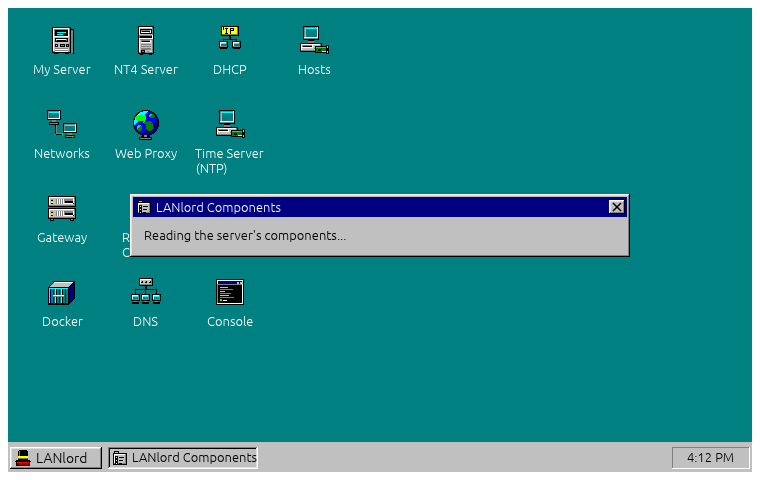 My Server
NT4 Server
DHCP
Hosts
Networks
Web Proxy
Time Server
(NTP)
LANlord Components
Reading the server's components...
Gateway
Docker
DNS
Console
LANlord
LANlord Components
4:12 PM